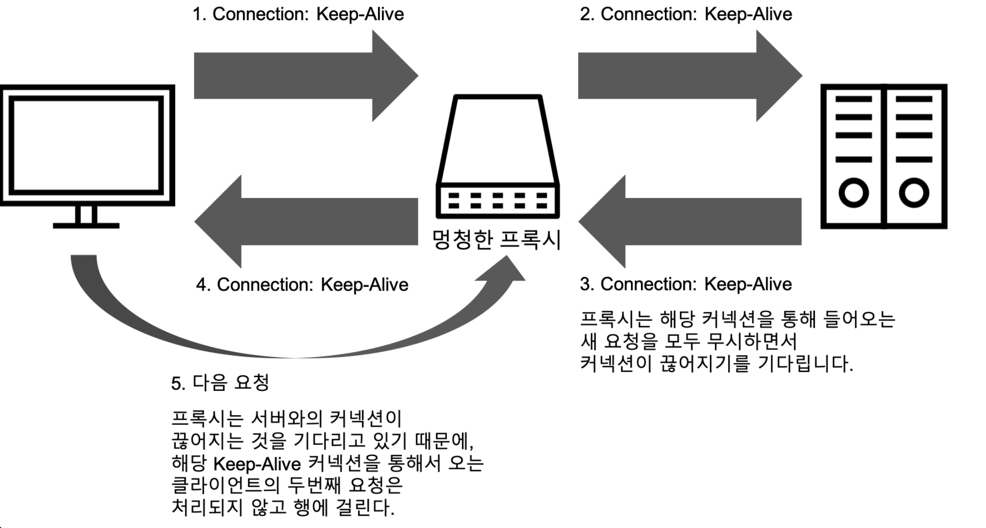 1. Connection: Keep-Alive
2. Connection: Keep-Alive
멍청한 프록시
4. Connection: Keep-Alive
3. Connection: Keep-Alive
프록시는 해당 커넥션을 통해 들어오는
새 요청을 모두 무시하면서
커넥션이 끊어지기를 기다립니다.
5. 다음 요청
프록시는 서버와의 커넥션이
끊어지는 것을 기다리고 있기 때문에,
해당 Keep-Alive 커넥션을 통해서 오는
클라이언트의 두번째 요청은
처리되지 않고 행에 걸린다.